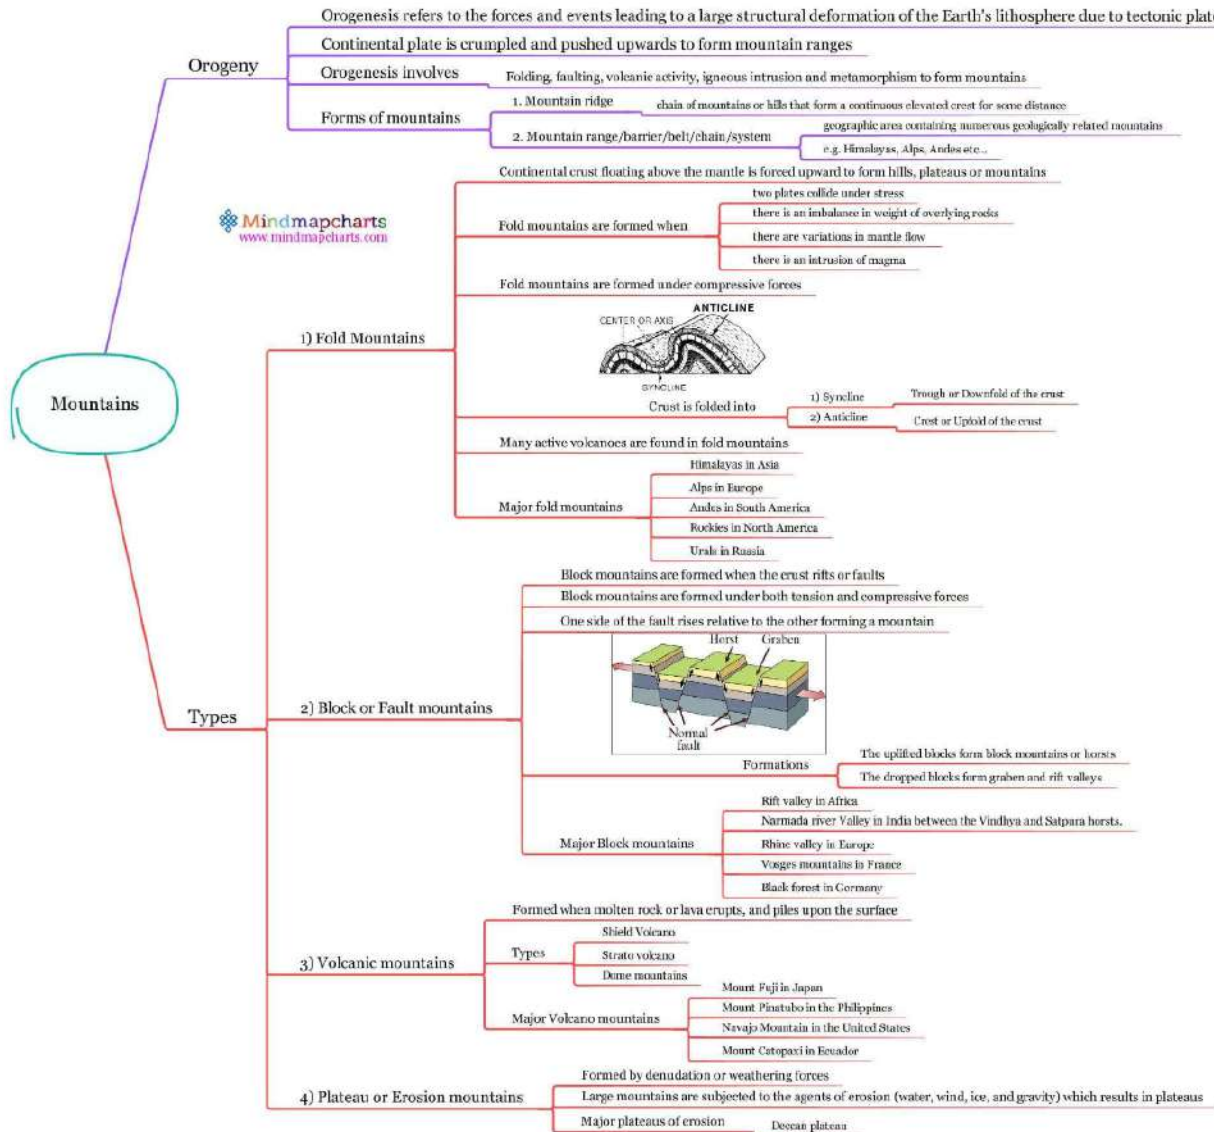 Orogenesis refers to the forces and events leading to a large structural deformation of the Earth's lithosphere due to tectonic plat
Continental plate is crumpled and pushed upwards to form mountain ranges
Orogeny
Orogenesis involves
Folding, faulting, volcanic activity, igneous intrusion and metamorphism to form mountains
Forms of mountains
1. Mountain ridge
chain of mountains or hills that form a continuous elevated crest for some distance
2. Mountain range/barrier/belt/chain/system
geographic area containing numerous geologically related mountains
e.g. Himalayas, Alps, Andes etc...
Mindmapcharts
www.mindmapcharts.com
Mountains
Types
1) Fold Mountains
Continental crust floating above the mantle is forced upward to form hills, plateaus or mountains
Fold mountains are formed when
two plates collide under stress
there is an imbalance in weight of overlying rocks
there are variations in mantle flow
there is an intrusion of magma
Fold mountains are formed under compressive forces
ANTICLINE
CENTER OR AXIS
SYNCLINE
Crust is folded into
1) Syncline
Trough or Downfold of the crust
2) Anticline
Crest or Upfold of the crust
Many active volcanoes are found in fold mountains
Major fold mountains
Himalayas in Asia
Alps in Europe
Andes in South America
Rockies in North America
Urals in Russia
2) Block or Fault mountains
Block mountains are formed when the crust rifts or faults
Block mountains are formed under both tension and compressive forces
One side of the fault rises relative to the other forming a mountain
Horst
Graben
Normal
fault
Formations
The uplifted blocks form block mountains or horsts
The dropped blocks form graben and rift valleys
Major Block mountains
Rift valley in Africa
Narmada river Valley in India between the Vindhya and Satpara horsts.
Rhine valley in Europe
Vosges mountains in France
Black forest in Germany
3) Volcanic mountains
Formed when molten rock or lava erupts, and piles upon the surface
Types
Shield Volcano
Strato volcano
Dome mountains
Major Volcano mountains
Mount Fuji in Japan
Mount Pinatubo in the Philippines
Navajo Mountain in the United States
Mount Catopaxi in Ecuador
4) Plateau or Erosion mountains
Formed by denudation or weathering forces
Large mountains are subjected to the agents of erosion (water, wind, ice, and gravity) which results in plateaus
Major plateaus of erosion
Deccan plateau